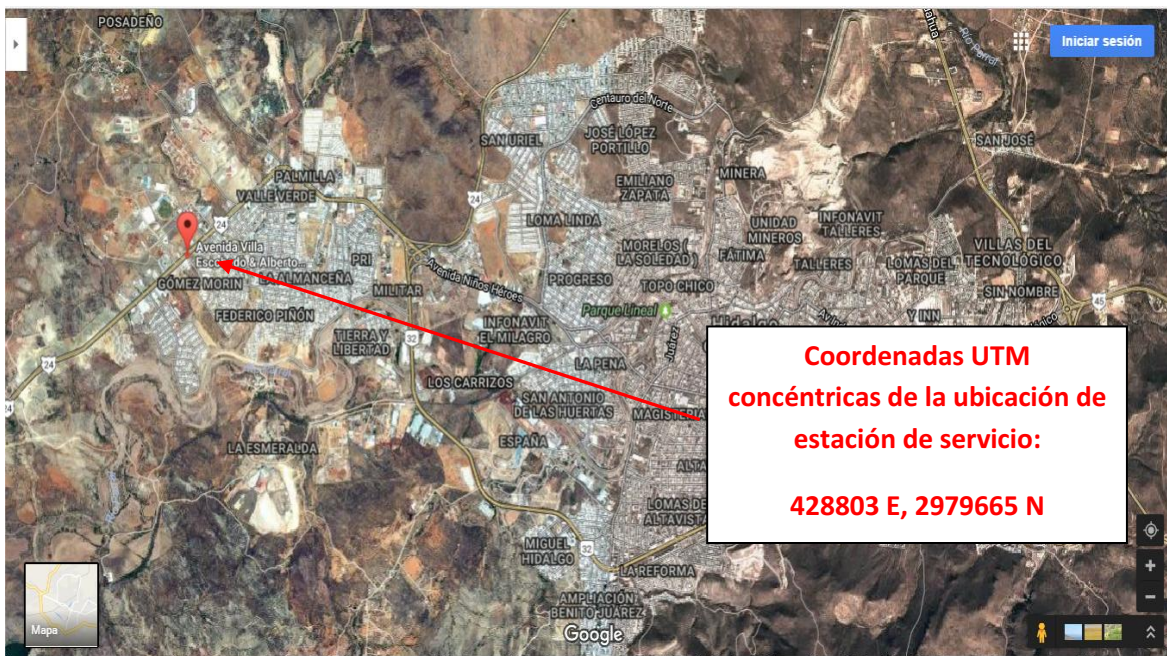 POSADEÑO
Iniciar sesión
Centauro del Norte
SAN URIEL
JOSÉ LÓPEZ
PORTILLO
SAN JOSÉ
PALMILLA
VALLE VERDE
24
EMILIANO
ZAPATA
MINERA
24
LOMA LINDA
UNIDAD
MINEROS
INFONAVIT
TALLERES
Avenida Villa
Escobedo & Alberto...
PRI
MORELOS (
LA SOLEDAD )
FÁTIMA
TALLERES
VILLAS DEL
TECNOLÓGICO
LOMAS DEL
PARQUE
GÓMEZ MORIN
LA ALMANCEÑA
MILITAR
Avenida Niños Héroes
PROGRESO
TOPO CHICO
SIN NOMBRE
45
FEDERICO PIÑÓN
Parque Lineal
Hidalgo
Y INN
TIERRA Y
LIBERTAD
32
INFONAVIT
EL MILAGRO
Juárez
24
LA PENA
LOS CARRIZOS
SAN ANTONIO
DE LAS HUERTAS
24
LA ESMERALDA
ESPAÑA
LOMAS DE
ALTAVISTA
MIGUEL
HIDALGO
32
LA REFORMA
AMPLIACIÓN
BENITO JUÁREZ
Coordenadas UTM
concéntricas de la ubicación de
estación de servicio:
428803 E, 2979665 N
Mapa
Google